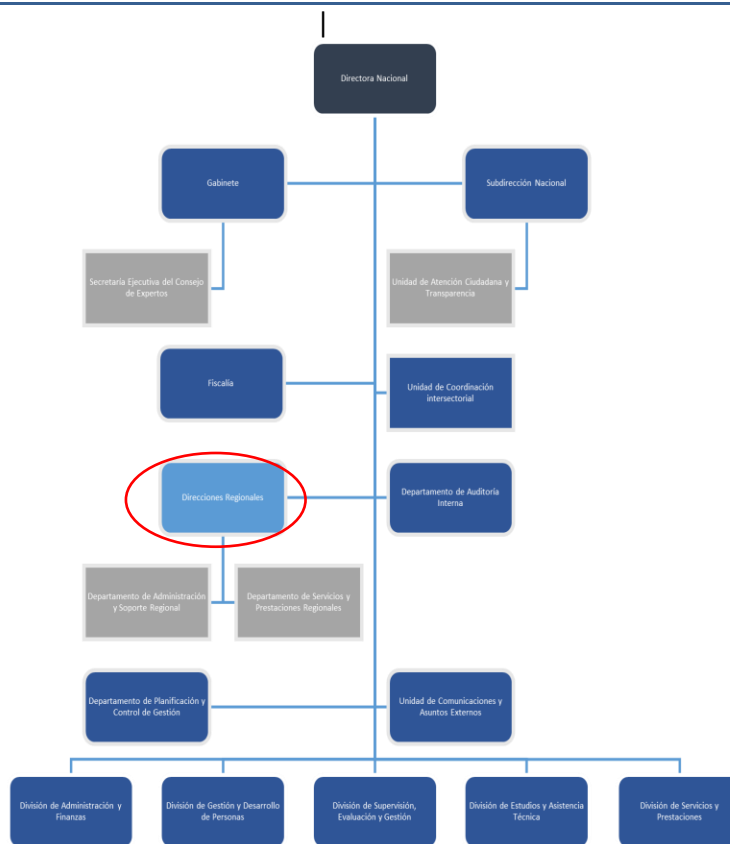 Directora Nacional
Gabinete
Subdirección Nacional
Secretaría Ejecutiva del Consejo
de Expertos
Unidad de Atención Ciudadana y
Transparencia
Fiscalía
Unidad de Coordinación
intersectorial
Direcciones Regionales
Departamento de Auditoría
Interna
Departamento de Administración
y Soporte Regional
Departamento de Servicios y
Prestaciones Regionales
Departamento de Planificación y
Control de Gestión
Unidad de Comunicaciones y
Asuntos Externos
División de Administración y
Finanzas
División de Gestión y Desarrollo
de Personas
División de Supervisión,
Evaluación y Gestión
División de Estudios y Asistencia
Técnica
División de Servicios y
Prestaciones